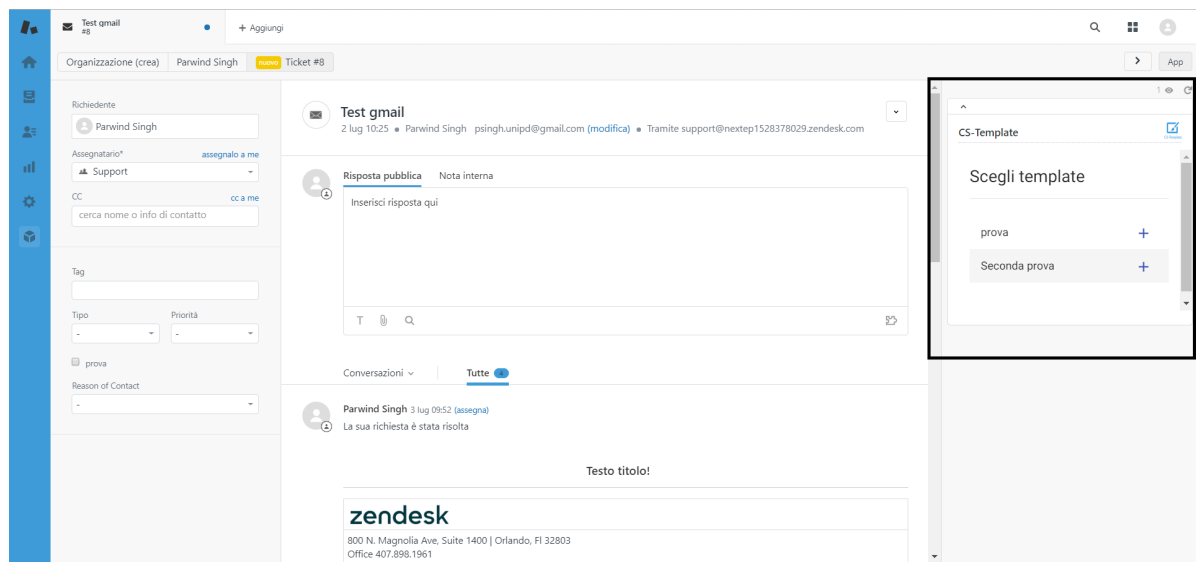 Test gmail
#8
+ Aggiungi
Organizzazione (crea)
Parwind Singh
nuovo Ticket #8
App
Richiedente
Parwind Singh
Assegnatario*
assegnalo a me
Support
CC
cc a me
cerca nome o info di contatto
Tag
Tipo
Priorità
-
-
prova
Reason of Contact
-
Test gmail
2 lug 10:25 ● Parwind Singh psingh.unipd@gmail.com (modifica) ● Tramite support@nextep1528378029.zendesk.com
Risposta pubblica
Nota interna
Inserisci risposta qui
T
Conversazioni
Tutte 4
Parwind Singh 3 lug 09:52 (assegna)
La sua richiesta è stata risolta
Testo titolo!
zendesk
800 N. Magnolia Ave, Suite 1400 | Orlando, Fl 32803
Office 407.898.1961
1
CS-Template
Scegli template
prova +
Seconda prova +